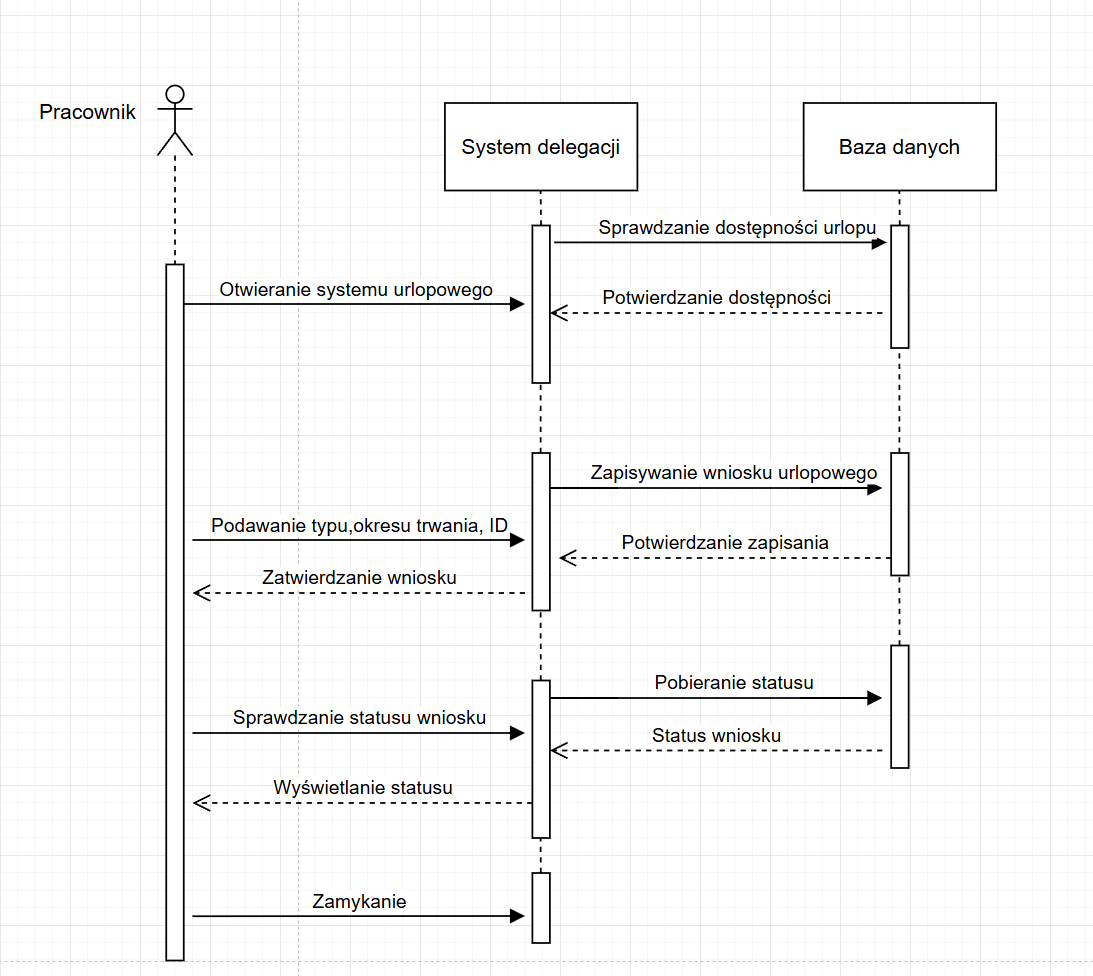 Pracownik
System delegacji
Baza danych
Sprawdzanie dostępności urlopu
Otwieranie systemu urlopowego
Potwierdzanie dostępności
Zapisywanie wniosku urlopowego
Podawanie typu,okresu trwania, ID
Potwierdzanie zapisania
Zatwierdzanie wniosku
Pobieranie statusu
Sprawdzanie statusu wniosku
Status wniosku
Wyświetlanie statusu
Zamykanie